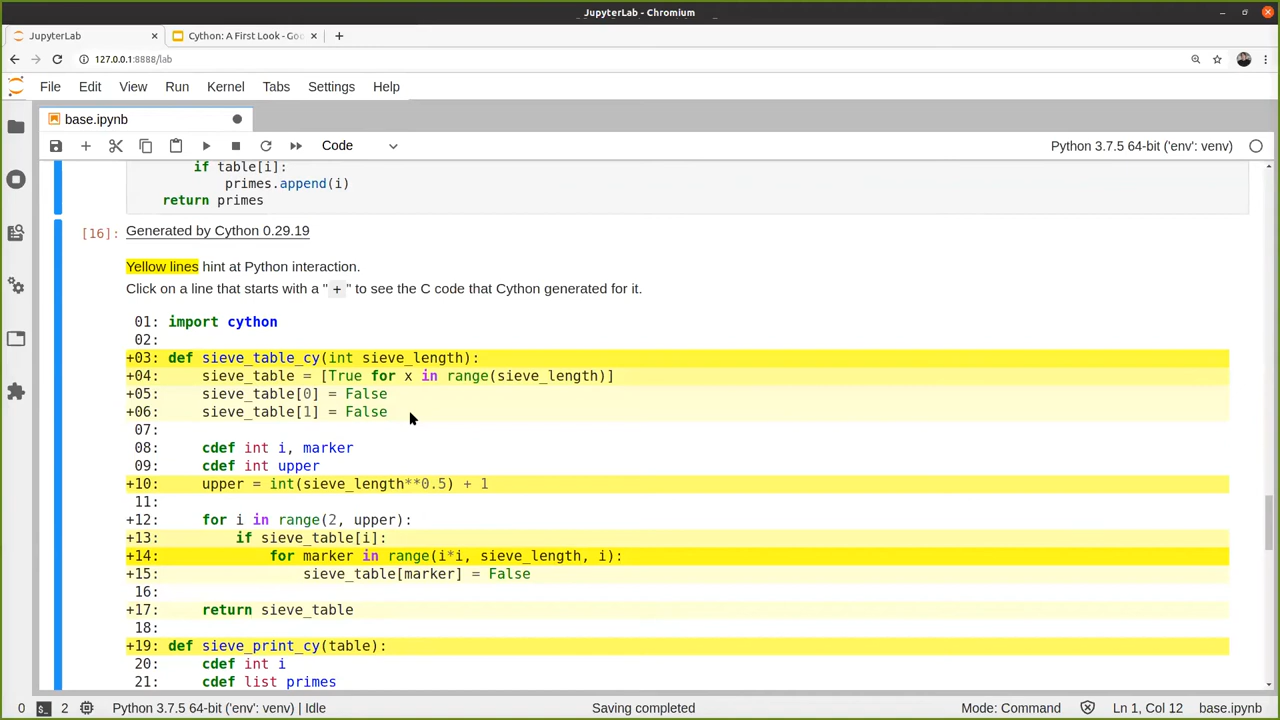 JupyterLab - Chromium
JupyterLab
Cython: A First Look - Goo
127.0.0.1:8888/lab
File Edit View Run Kernel Tabs Settings Help
base.ipynb
Code
Python 3.7.5 64-bit ('env': venv)
if table[i]:
primes.append(i)
return primes
[16]:
Generated by Cython 0.29.19
Yellow lines hint at Python interaction.
Click on a line that starts with a "+" to see the C code that Cython generated for it.
01: import cython
02:
+03: def sieve_table_cy(int sieve_length):
+04:     sieve_table = [True for x in range(sieve_length)]
+05:     sieve_table[0] = False
+06:     sieve_table[1] = False
07:
08:     cdef int i, marker
09:     cdef int upper
+10:     upper = int(sieve_length**0.5) + 1
11:
+12:     for i in range(2, upper):
+13:         if sieve_table[i]:
+14:             for marker in range(i*i, sieve_length, i):
+15:                 sieve_table[marker] = False
16:
+17:     return sieve_table
18:
+19: def sieve_print_cy(table):
20:     cdef int i
21:     cdef list primes
0 $_ 2 Python 3.7.5 64-bit ('env': venv) | Idle Saving completed Mode: Command Ln 1, Col 12 base.ipynb